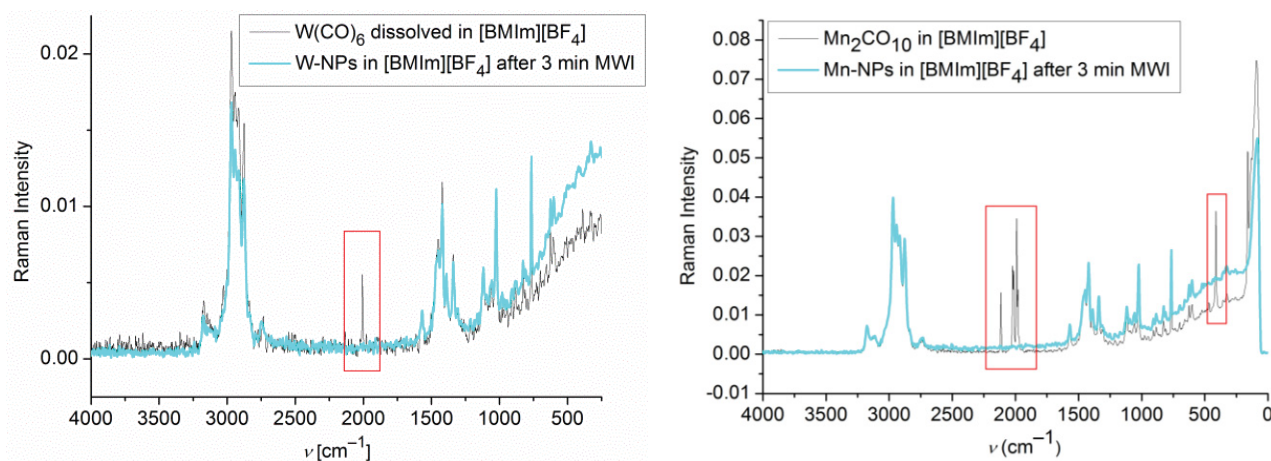 W(CO)6 dissolved in [BMIm][BF4]
W-NPs in [BMIm][BF4] after 3 min MWI
Raman Intensity
0.02
0.01
0.00
4000 3500 3000 2500 2000 1500 1000 500
ν [cm−1]
Mn2CO10 in [BMIm][BF4]
Mn-NPs in [BMIm][BF4] after 3 min MWI
Raman Intensity
0.08
0.07
0.06
0.05
0.04
0.03
0.02
0.01
0.00
-0.01
4000 3500 3000 2500 2000 1500 1000 500 0
ν (cm−1)